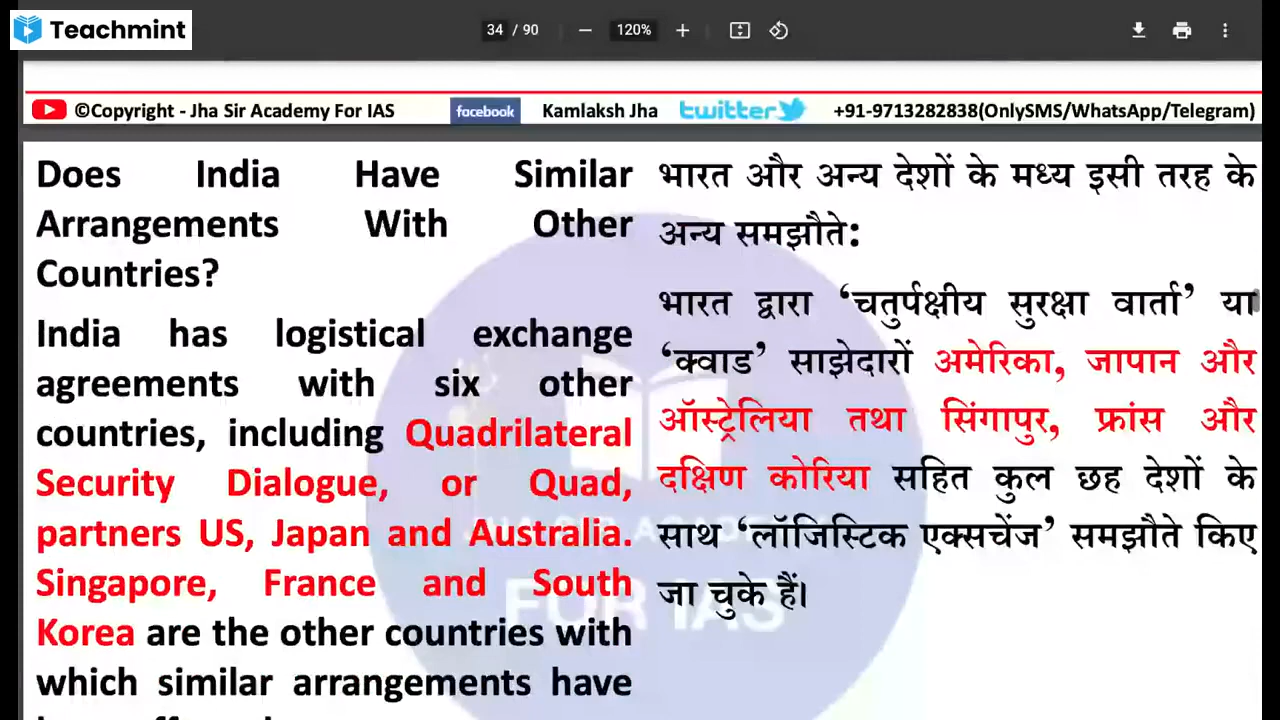 Teachmint
34 / 90
120%
©Copyright - Jha Sir Academy For IAS
facebook
Kamlaksh Jha
twitter
+91-9713282838(OnlySMS/WhatsApp/Telegram)
Does India Have Similar
Arrangements With Other
Countries?
India has logistical exchange
agreements with six other
countries, including Quadrilateral
Security Dialogue, or Quad,
partners US, Japan and Australia.
Singapore, France and South
Korea are the other countries with
which similar arrangements have
भारत और अन्य देशों के मध्य इसी तरह के
अन्य समझौते:
भारत द्वारा ‘चतुर्पक्षीय सुरक्षा वार्ता’ या
‘क्वाड’ साझेदारों अमेरिका, जापान और
ऑस्ट्रेलिया तथा सिंगापुर, फ्रांस और
दक्षिण कोरिया सहित कुल छह देशों के
साथ ‘लॉजिस्टिक एक्सचेंज’ समझौते किए
जा चुके हैं।
FOR IAS